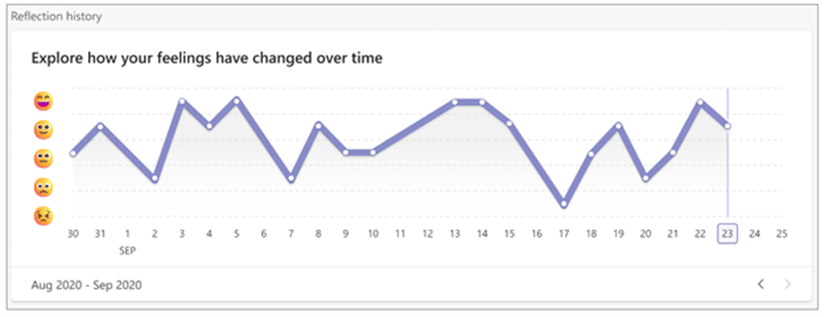 Reflection history
Explore how your feelings have changed over time
30 31 1 2 3 4 5 6 7 8 9 10 11 12 13 14 15 16 17 18 19 20 21 22 23 24 25
SEP
Aug 2020 - Sep 2020